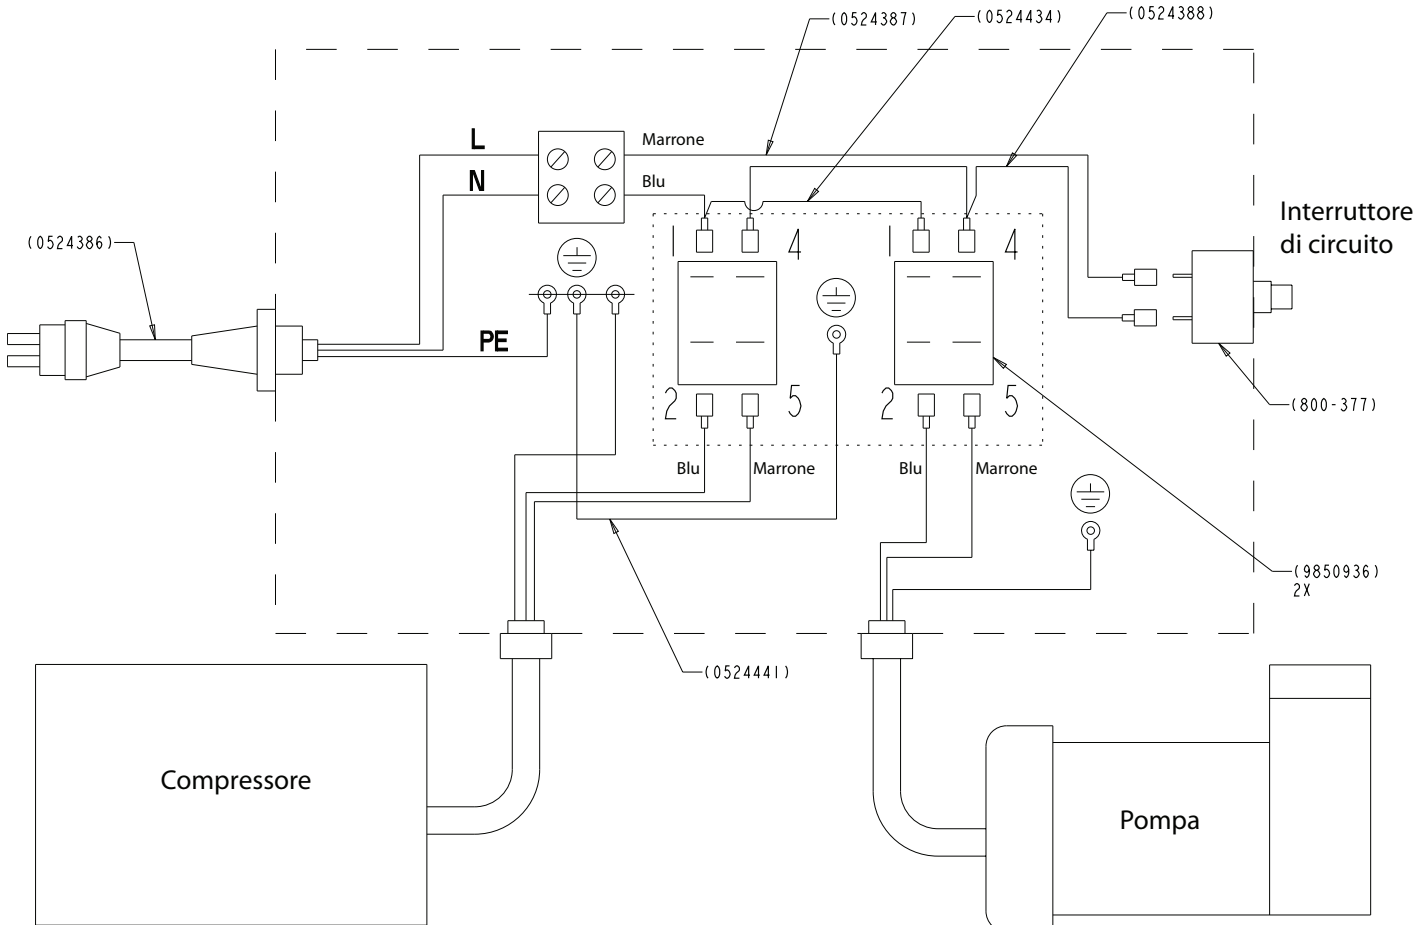 (0524387)
(0524434)
(0524388)
L
Marrone
N
Blu
(0524386)
Interruttore
di circuito
1
4
1
4
PE
2
5
2
5
(800-377)
Blu
Marrone
Blu
Marrone
(9850936)
2X
(0524441)
Compressore
Pompa